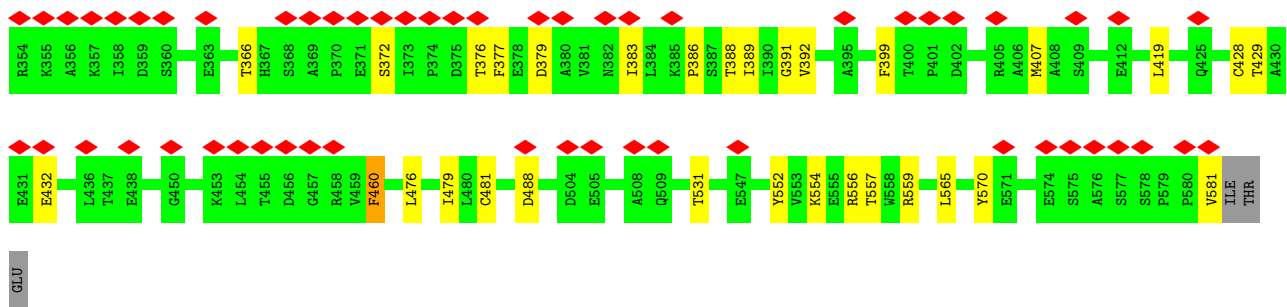 R354 K355 A356 K357 I358 D359 S360 E363 T366 H367 S368 A369 P370 E371 S372 I373 P374 D375 T376 F377 E378 D379 A380 V381 N382 I383 L384 K385 P386 S387 T388 I389 I390 G391 V392 A395 F399 T400 P401 D402 R405 A406 M407 A408 S409 E412 L419 Q425 C428 T429 A430
E431 E432 L436 T437 E438 G450 K453 L454 T455 D456 G457 R458 V459 F460 L476 I479 L480 C481 D488 D504 E505 A508 Q509 T531 E547 Y552 V553 K554 E555 R556 T557 W558 R559 L565 Y570 E571 E574 S575 A576 S577 S578 P579 P580 V581 ILE THR
GLU